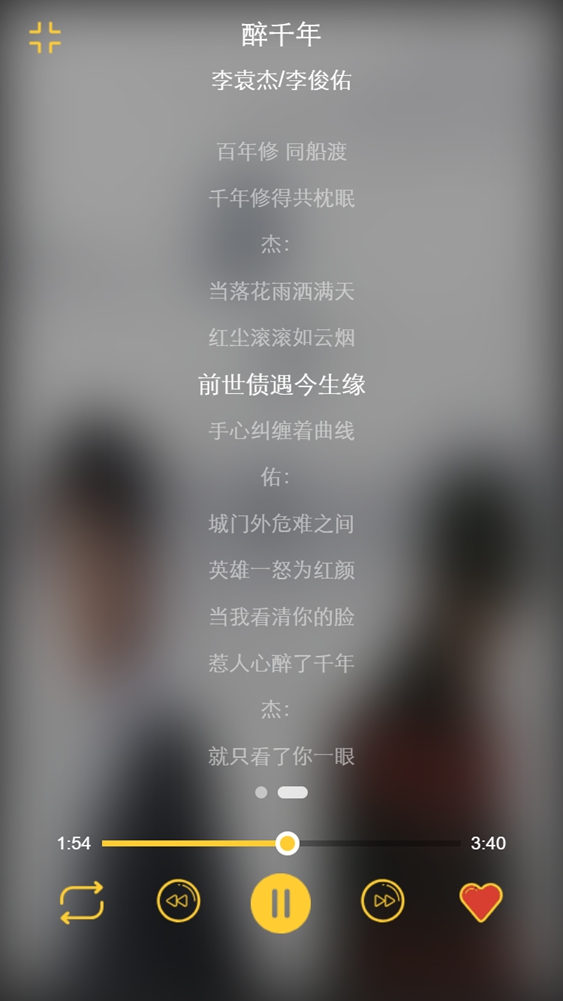 醉千年
李袁杰/李俊佑
百年修 同船渡
千年修得共枕眠
杰:
当落花雨洒满天
红尘滚滚如云烟
前世债遇今生缘
手心纠缠着曲线
佑:
城门外危难之间
英雄一怒为红颜
当我看清你的脸
惹人心醉了千年
杰:
就只看了你一眼
1:54
3:40